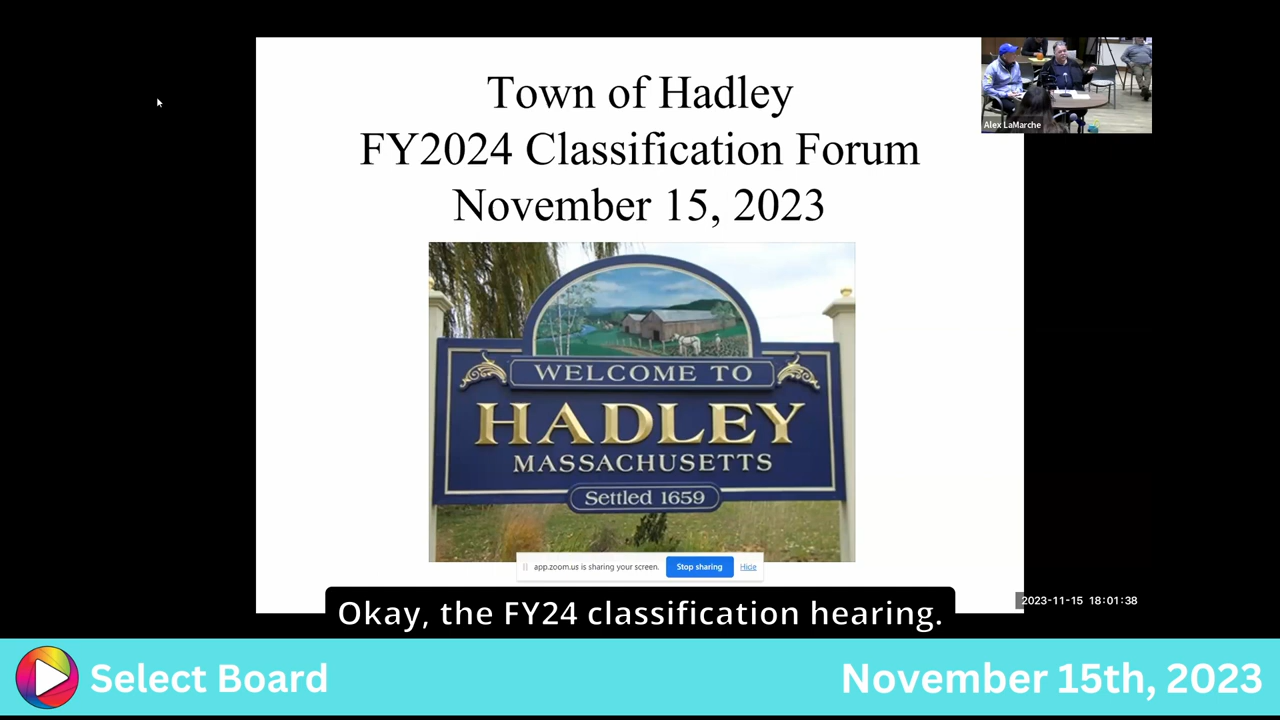 Town of Hadley
FY2024 Classification Forum
November 15, 2023
Alex LaMarche
WELCOME TO
HADLEY
MASSACHUSETTS
Settled 1659
app.zoom.us is sharing your screen.
Stop sharing
Hide
2023-11-15 18:01:38
Okay, the FY24 classification hearing.
Select Board
November 15th, 2023